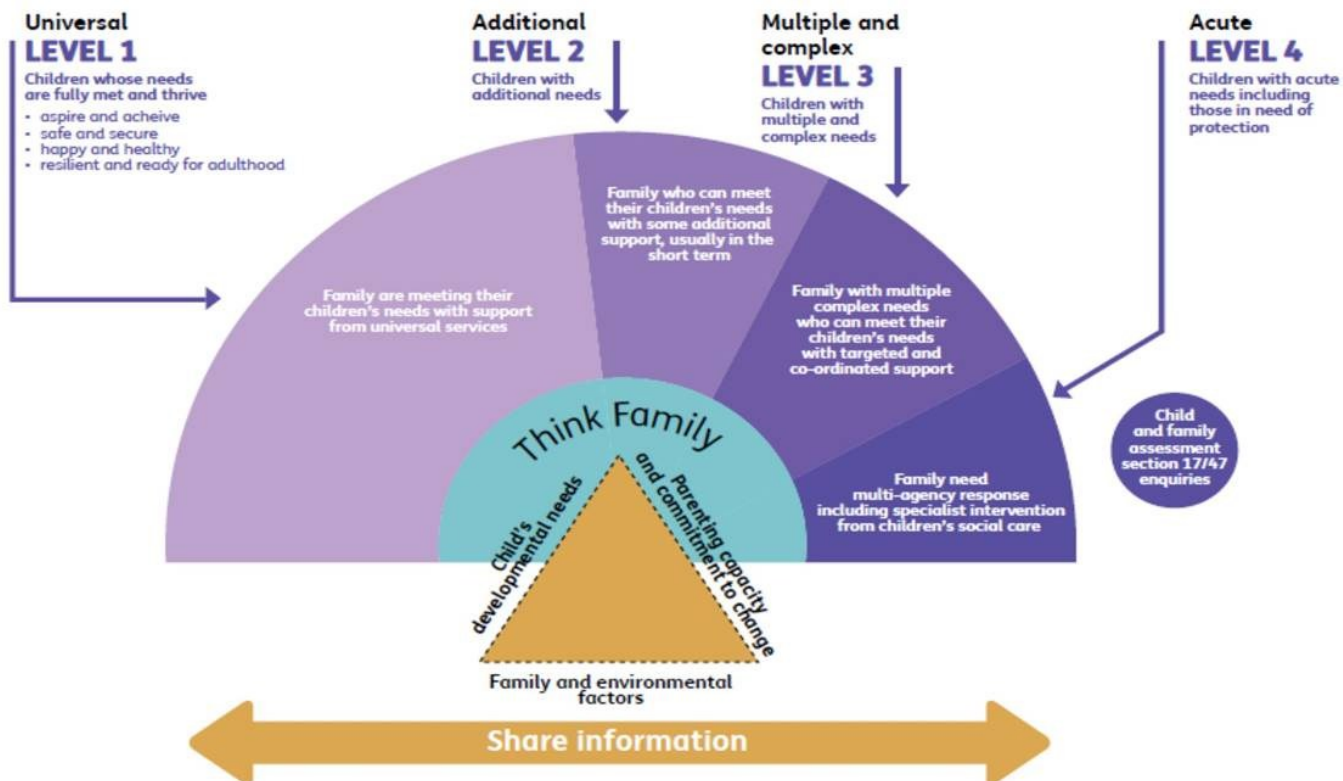 Universal
LEVEL 1
Children whose needs
are fully met and thrive
• aspire and acheive
• safe and secure
• happy and healthy
• resilient and ready for adulthood
Additional
LEVEL 2
Children with
additional needs
Multiple and
complex
LEVEL 3
Children with
multiple and
complex needs
Acute
LEVEL 4
Children with acute
needs including
those in need of
protection
Family are meeting their
children's needs with support
from universal services
Family who can meet
their children's needs
with some additional
support, usually in the
short term
Family with multiple
complex needs
who can meet their
children's needs
with targeted and
co-ordinated support
Family need
multi-agency response
including specialist intervention
from children's social care
Child
and family
assessment
section 17/47
enquiries
Think Family
Child's
developmental needs
Parenting capacity
and commitment to change
Family and environmental
factors
Share information